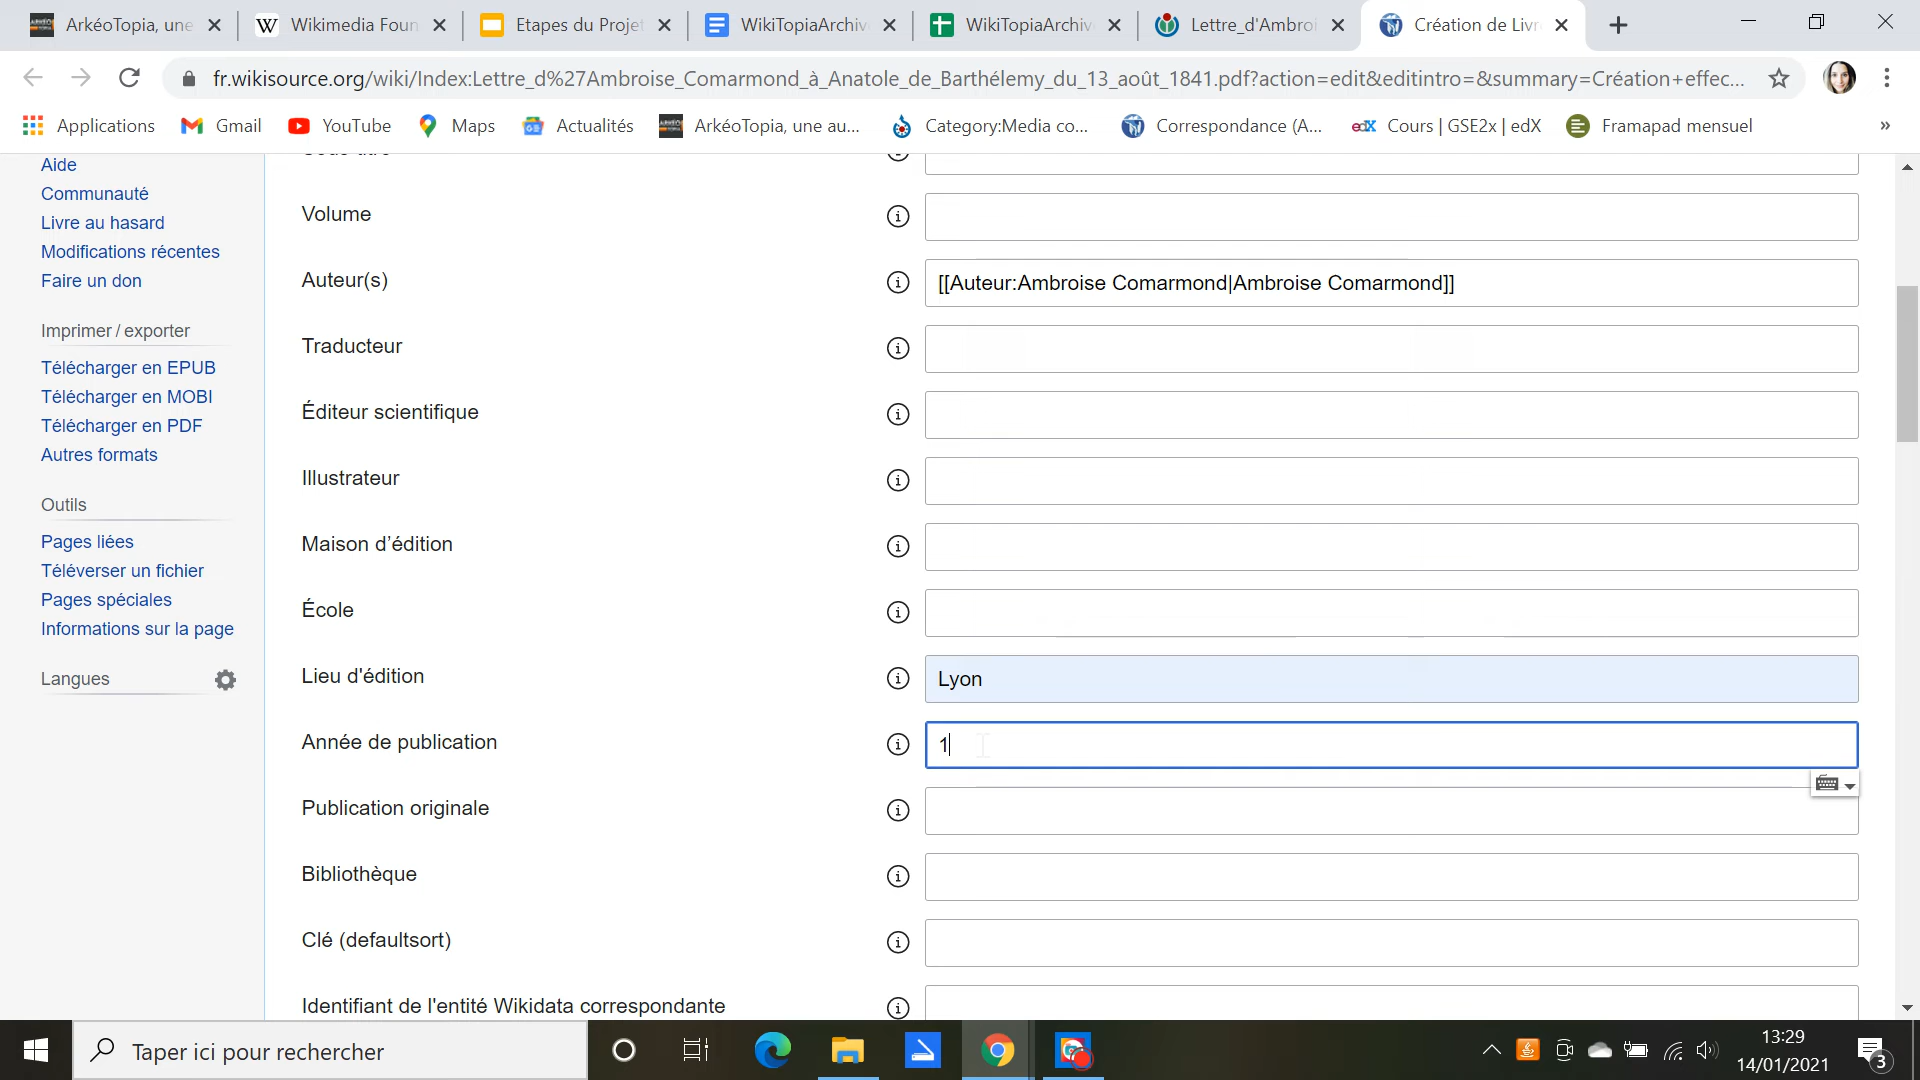 ArkéoTopia, une
Wikimedia Foun
Etapes du Projet
WikiTopiaArchiv
WikiTopiaArchiv
Lettre_d'Ambroi
Création de Livr
fr.wikisource.org/wiki/Index:Lettre_d%27Ambroise_Comarmond_à_Anatole_de_Barthélemy_du_13_août_1841.pdf?action=edit&editintro=&summary=Création+effec...
Applications
Gmail
YouTube
Maps
Actualités
ArkéoTopia, une au...
Category:Media co...
Correspondance (A...
edX Cours | GSE2x | edX
Framapad mensuel
»
Aide
Communauté
Livre au hasard
Modifications récentes
Faire un don
Imprimer / exporter
Télécharger en EPUB
Télécharger en MOBI
Télécharger en PDF
Autres formats
Outils
Pages liées
Téléverser un fichier
Pages spéciales
Informations sur la page
Langues
Volume
Auteur(s)
[[Auteur:Ambroise Comarmond|Ambroise Comarmond]]
Traducteur
Éditeur scientifique
Illustrateur
Maison d’édition
École
Lieu d'édition
Lyon
Année de publication
1
Publication originale
Bibliothèque
Clé (defaultsort)
Identifiant de l'entité Wikidata correspondante
Taper ici pour rechercher
13:29
14/01/2021
3